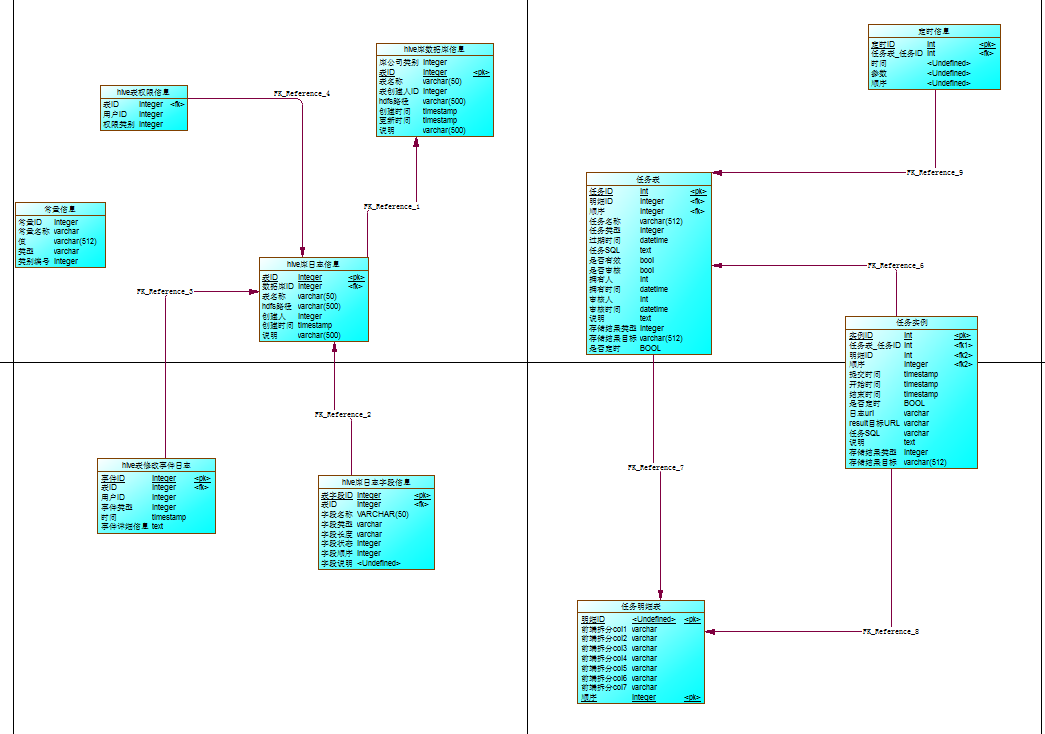 hive库数据库信息
库公司类别 Integer
表ID Integer <pk>
表名称 varchar(50)
表创建人ID Integer
hdfs路径 varchar(500)
创建时间 timestamp
更新时间 timestamp
说明 varchar(500)
hive表权限信息
表ID Integer <fk>
用户ID Integer
权限类别 Integer
FK_Reference_4
FK_Reference_1
常量信息
常量ID Integer
常量名称 varchar
值 varchar(512)
类型 varchar
类别编号 Integer
hive库日志信息
表ID Integer <pk>
数据库ID Integer <fk>
表名称 varchar(50)
hdfs路径 varchar(500)
创建人 Integer
创建时间 timestamp
说明 varchar(500)
FK_Reference_3
FK_Reference_2
hive表修改事件日志
事件ID Integer <pk>
表ID Integer <fk>
用户ID Integer
事件类型 Integer
时间 timestamp
事件详细信息 text
hive库日志字段信息
表字段ID Integer <pk>
表ID Integer <fk>
字段名称 VARCHAR(50)
字段类型 varchar
字段长度 varchar
字段状态 Integer
字段顺序 Integer
字段说明 <Undefined>
定时信息
定时ID Int <pk>
任务表_任务ID Int <fk>
时间 <Undefined>
参数 <Undefined>
顺序 <Undefined>
FK_Reference_9
任务表
任务ID Int <pk>
明细ID Integer <fk>
顺序 Integer <fk>
任务名称 varchar(512)
任务类型 Integer
过期时间 datetime
任务SQL text
是否有效 bool
是否审核 bool
拥有人 Int
拥有时间 datetime
审核人 Int
审核时间 datetime
说明 text
存储结果类型 Integer
存储结果目标 varchar(512)
是否定时 BOOL
FK_Reference_6
任务实例
实例ID Int <pk>
任务表_任务ID Int <fk1>
明细ID Int <fk2>
顺序 Integer <fk2>
提交时间 timestamp
开始时间 timestamp
结束时间 timestamp
是否定时 BOOL
日志url varchar
result目标URL varchar
任务SQL varchar
说明 text
存储结果类型 Integer
存储结果目标 varchar(512)
FK_Reference_7
FK_Reference_8
任务明细表
明细ID <Undefined> <pk>
前端拆分col1 varchar
前端拆分col2 varchar
前端拆分col3 varchar
前端拆分col4 varchar
前端拆分col5 varchar
前端拆分col6 varchar
前端拆分col7 varchar
顺序 Integer <pk>